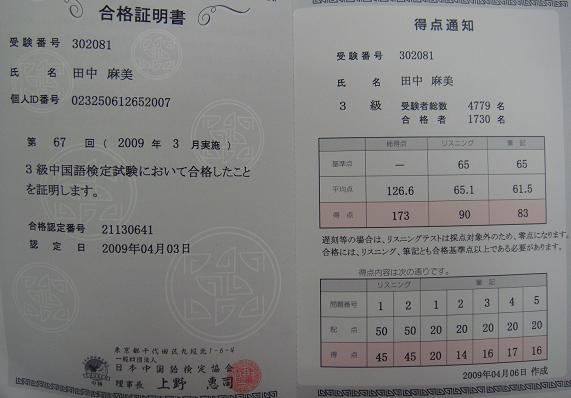 合格証明書
受験番号 302081
氏 名 田中 麻美
個人ID番号 023250612652007
第 67 回 ( 2009 年 3 月実施 )
3級中国語検定試験において合格したこと
を証明します。
合格認定番号 21130641
認 定 日 2009年04月03日
東京都千代田区九段北1-6-4
一般財団法人
日本中国語検定協会
理事長 上野 惠司
得点通知
受験番号 302081
氏 名 田中 麻美
3 級 受験者総数 4779 名
合 格 者 1730 名
総得点 リスニング 筆 記
基準点 — 65 65
平均点 126.6 65.1 61.5
得 点 173 90 83
遅刻等の場合は、リスニングテストは採点対象外のため、零点になります。
合格には、リスニング、筆記とも合格基準点以上である必要があります。
得点内容は次の通りです。
リスニング 筆 記
問題番号 1 2 1 2 3 4 5
配 点 50 50 20 20 20 20 20
得 点 45 45 20 14 16 17 16
2009年04月06日 作成